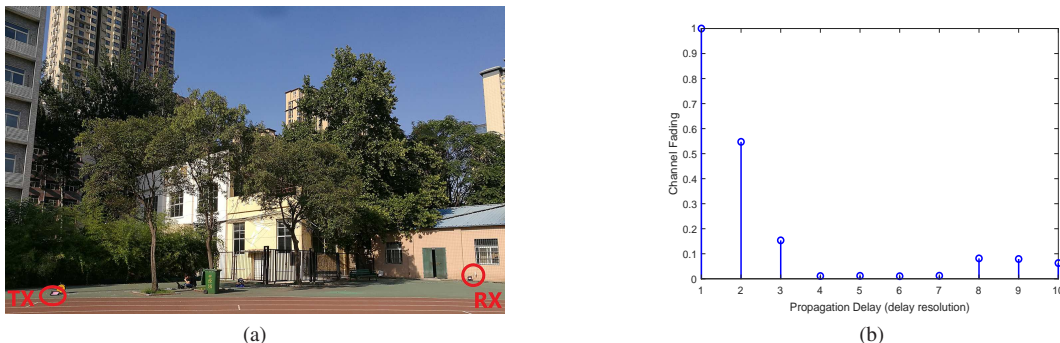 TX
RX
(a)
1
0.9
0.8
0.7
0.6
0.5
0.4
0.3
0.2
0.1
0
Channel Fading
1 2 3 4 5 6 7 8 9 10
Propagation Delay (delay resolution)
(b)